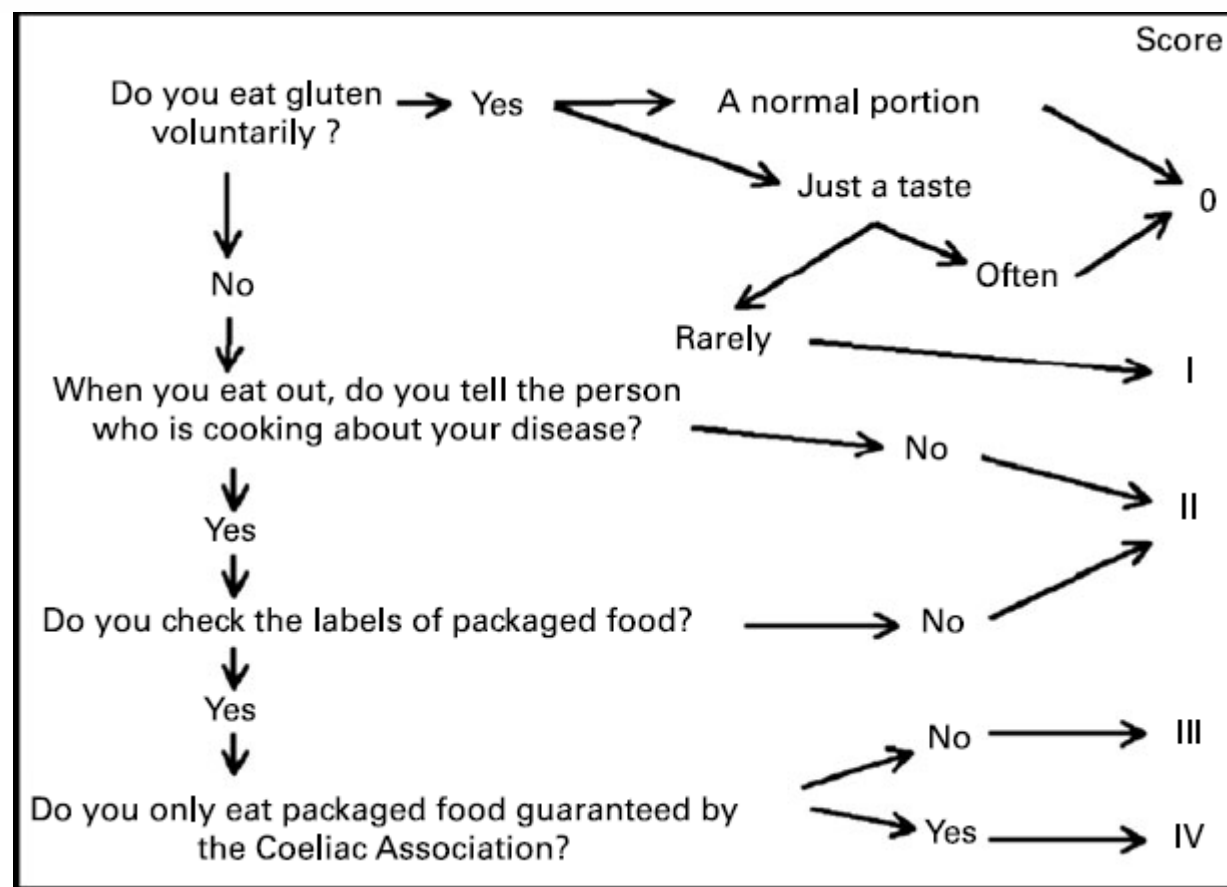 Score
Do you eat gluten
voluntarily ?
Yes
A normal portion
Just a taste
0
Often
No
Rarely
I
When you eat out, do you tell the person
who is cooking about your disease?
No
II
Yes
Do you check the labels of packaged food?
No
Yes
No
III
Do you only eat packaged food guaranteed by
the Coeliac Association?
Yes
IV